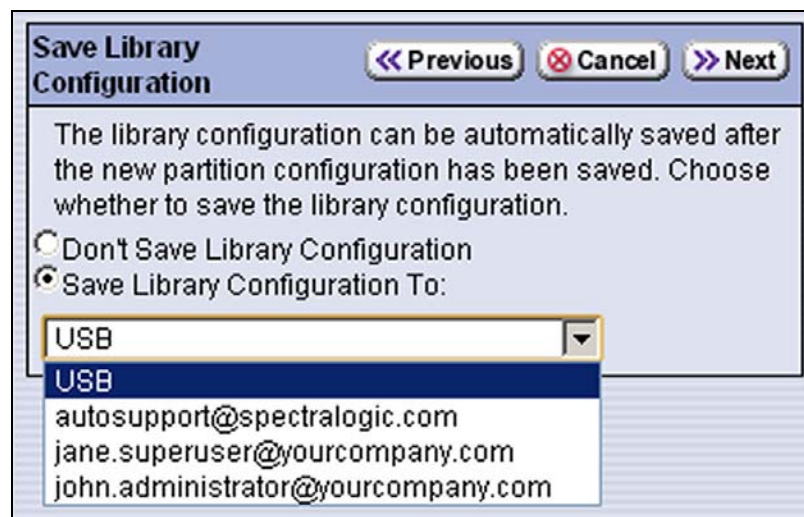 Save Library
Configuration
Previous
Cancel
Next
The library configuration can be automatically saved after
the new partition configuration has been saved. Choose
whether to save the library configuration.
Don't Save Library Configuration
Save Library Configuration To:
USB
USB
autosupport@spectralogic.com
jane.superuser@yourcompany.com
john.administrator@yourcompany.com